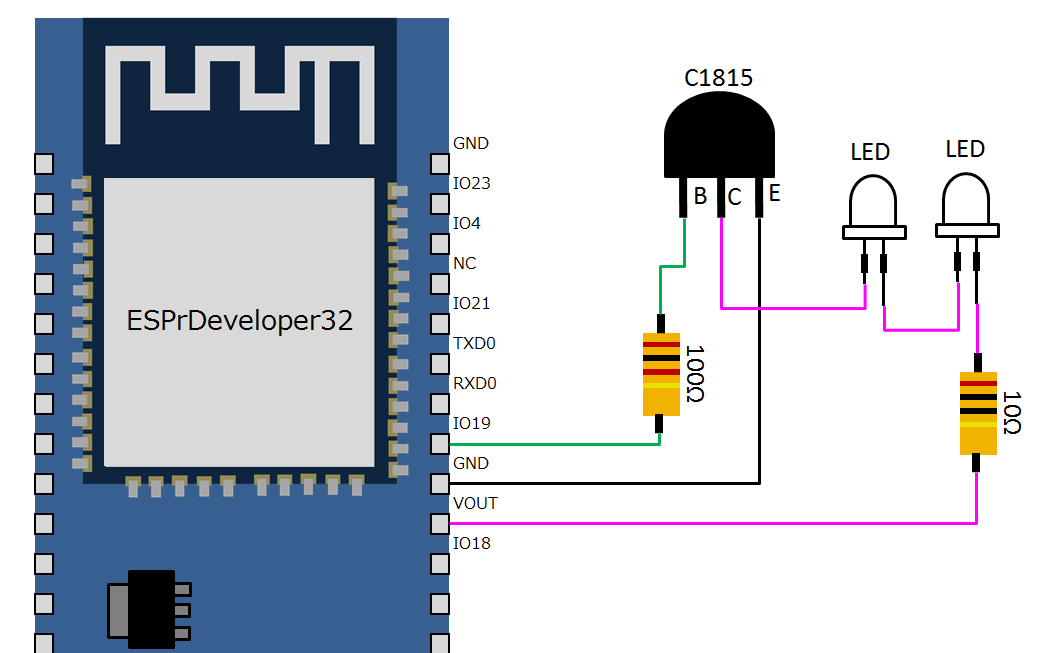 C1815
LED
LED
GND
IO23
B
C
E
IO4
NC
IO21
ESPrDeveloper32
TXD0
100Ω
RXD0
10Ω
IO19
GND
VOUT
IO18